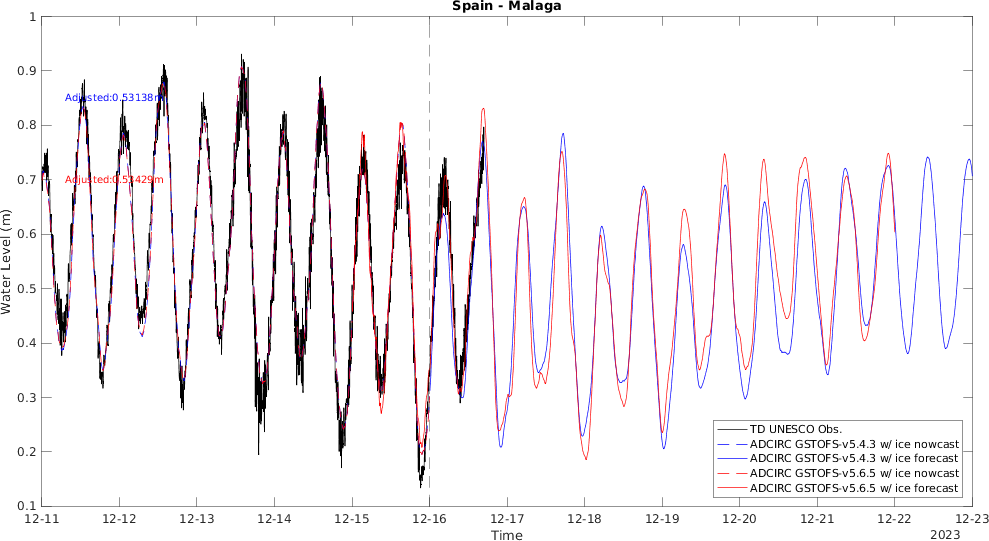 Spain - Malaga
1
0.9
0.8
0.7
0.6
0.5
0.4
0.3
0.2
0.1
Water Level (m)
Adjusted:0.53138m
Adjusted:0.53429m
TD UNESCO Obs.
ADCIRC GSTOFS-v5.4.3 w/ ice nowcast
ADCIRC GSTOFS-v5.4.3 w/ ice forecast
ADCIRC GSTOFS-v5.6.5 w/ ice nowcast
ADCIRC GSTOFS-v5.6.5 w/ ice forecast
12-11 12-12 12-13 12-14 12-15 12-16 12-17 12-18 12-19 12-20 12-21 12-22 12-23
Time
2023